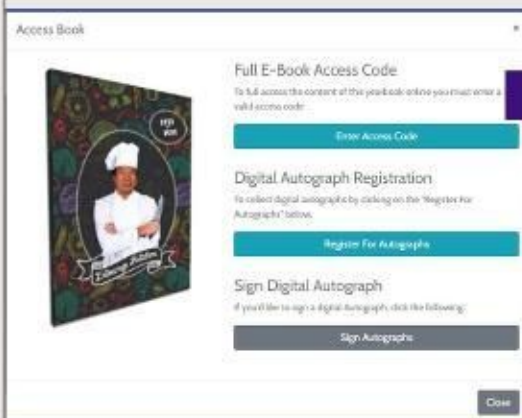 Access Book
Full E-Book Access Code
To full access the content of the yearbook online you must enter a
valid access code
Enter Access Code
Digital Autograph Registration
To collect digital autographs by clicking on the "Register For
Autographs" below.
Register For Autographs
Sign Digital Autograph
If you'd like to sign a digital Autograph, click the following:
Sign Autographs
Close